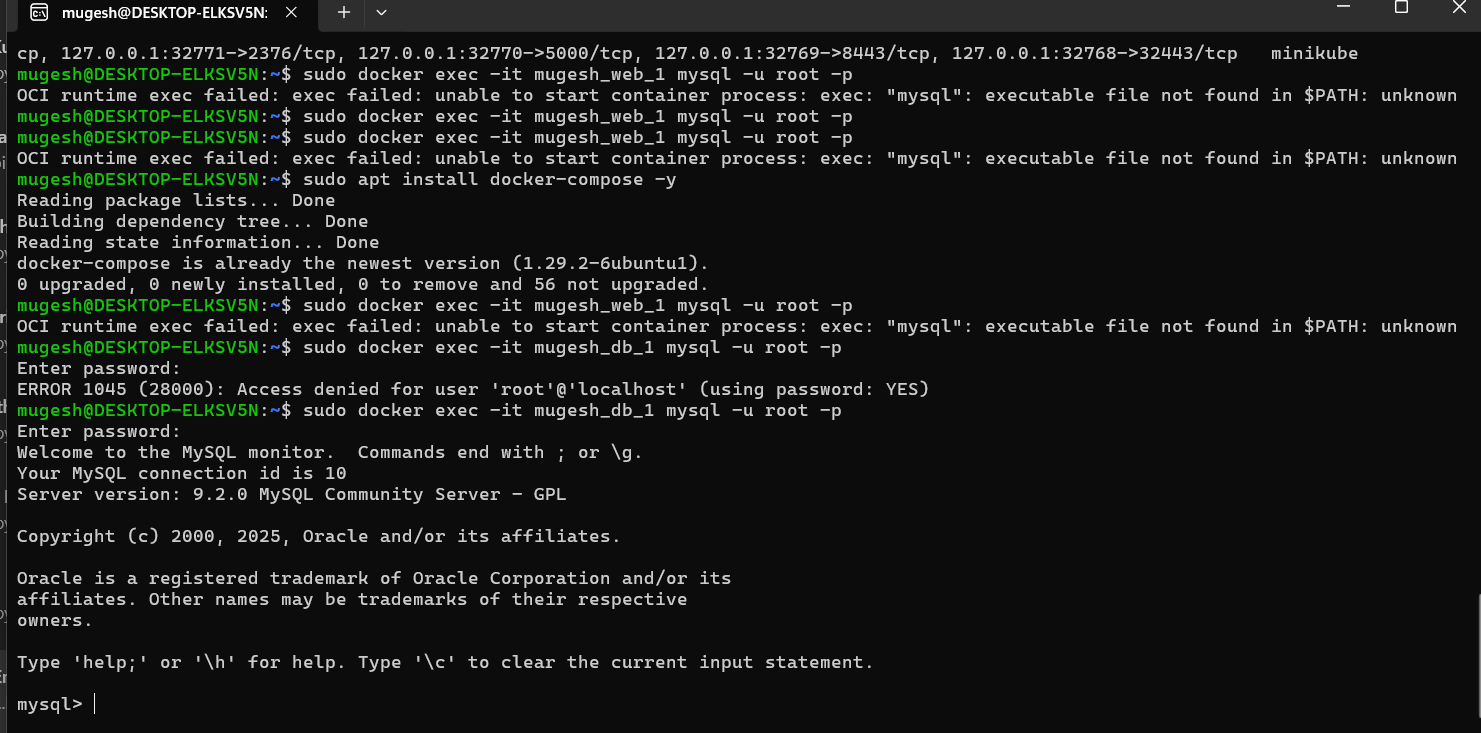 mugesh@DESKTOP-ELKSV5N:
cp, 127.0.0.1:32771->2376/tcp, 127.0.0.1:32770->5000/tcp, 127.0.0.1:32769->8443/tcp, 127.0.0.1:32768->32443/tcp   minikube
mugesh@DESKTOP-ELKSV5N:~$ sudo docker exec -it mugesh_web_1 mysql -u root -p
OCI runtime exec failed: exec failed: unable to start container process: exec: "mysql": executable file not found in $PATH: unknown
mugesh@DESKTOP-ELKSV5N:~$ sudo docker exec -it mugesh_web_1 mysql -u root -p
mugesh@DESKTOP-ELKSV5N:~$ sudo docker exec -it mugesh_web_1 mysql -u root -p
OCI runtime exec failed: exec failed: unable to start container process: exec: "mysql": executable file not found in $PATH: unknown
mugesh@DESKTOP-ELKSV5N:~$ sudo apt install docker-compose -y
Reading package lists... Done
Building dependency tree... Done
Reading state information... Done
docker-compose is already the newest version (1.29.2-6ubuntu1).
0 upgraded, 0 newly installed, 0 to remove and 56 not upgraded.
mugesh@DESKTOP-ELKSV5N:~$ sudo docker exec -it mugesh_web_1 mysql -u root -p
OCI runtime exec failed: exec failed: unable to start container process: exec: "mysql": executable file not found in $PATH: unknown
mugesh@DESKTOP-ELKSV5N:~$ sudo docker exec -it mugesh_db_1 mysql -u root -p
Enter password:
ERROR 1045 (28000): Access denied for user 'root'@'localhost' (using password: YES)
mugesh@DESKTOP-ELKSV5N:~$ sudo docker exec -it mugesh_db_1 mysql -u root -p
Enter password:
Welcome to the MySQL monitor.  Commands end with ; or \g.
Your MySQL connection id is 10
Server version: 9.2.0 MySQL Community Server - GPL

Copyright (c) 2000, 2025, Oracle and/or its affiliates.

Oracle is a registered trademark of Oracle Corporation and/or its
affiliates. Other names may be trademarks of their respective
owners.

Type 'help;' or '\h' for help. Type '\c' to clear the current input statement.

mysql>